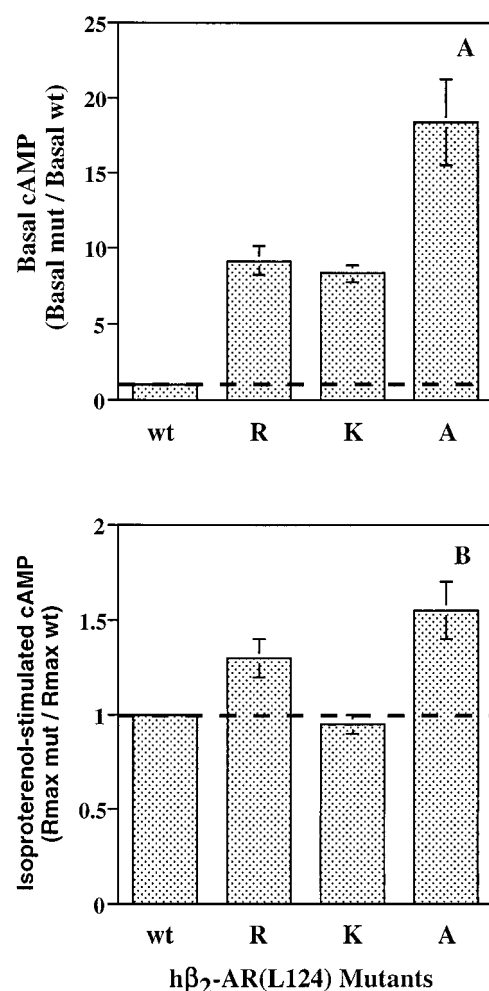 A
Basal cAMP
(Basal mut / Basal wt)
25
20
15
10
5
0
wt R K A
B
Isoproterenol-stimulated cAMP
(Rmax mut / Rmax wt)
2
1.5
1
0.5
0
wt R K A
hβ2-AR(L124) Mutants